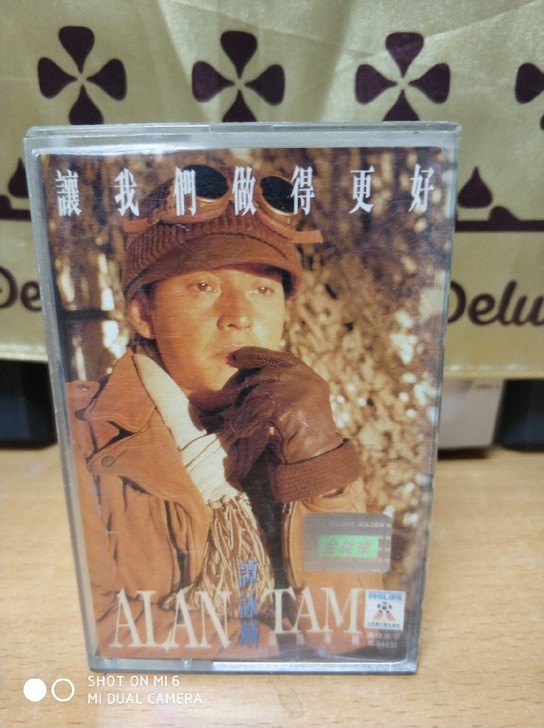 讓我們做得更好
Delu
GOLDEN
譚詠麟
ALAN TAM
PHILIPS
SHOT ON MI 6
MI DUAL CAMERA